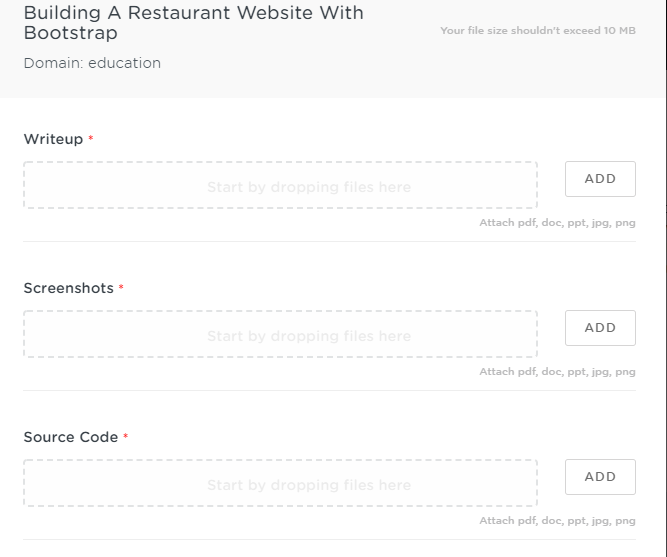 Building A Restaurant Website With
Bootstrap
Your file size shouldn't exceed 10 MB
Domain: education
Writeup *
Start by dropping files here
ADD
Attach pdf, doc, ppt, jpg, png
Screenshots *
Start by dropping files here
ADD
Attach pdf, doc, ppt, jpg, png
Source Code *
Start by dropping files here
ADD
Attach pdf, doc, ppt, jpg, png